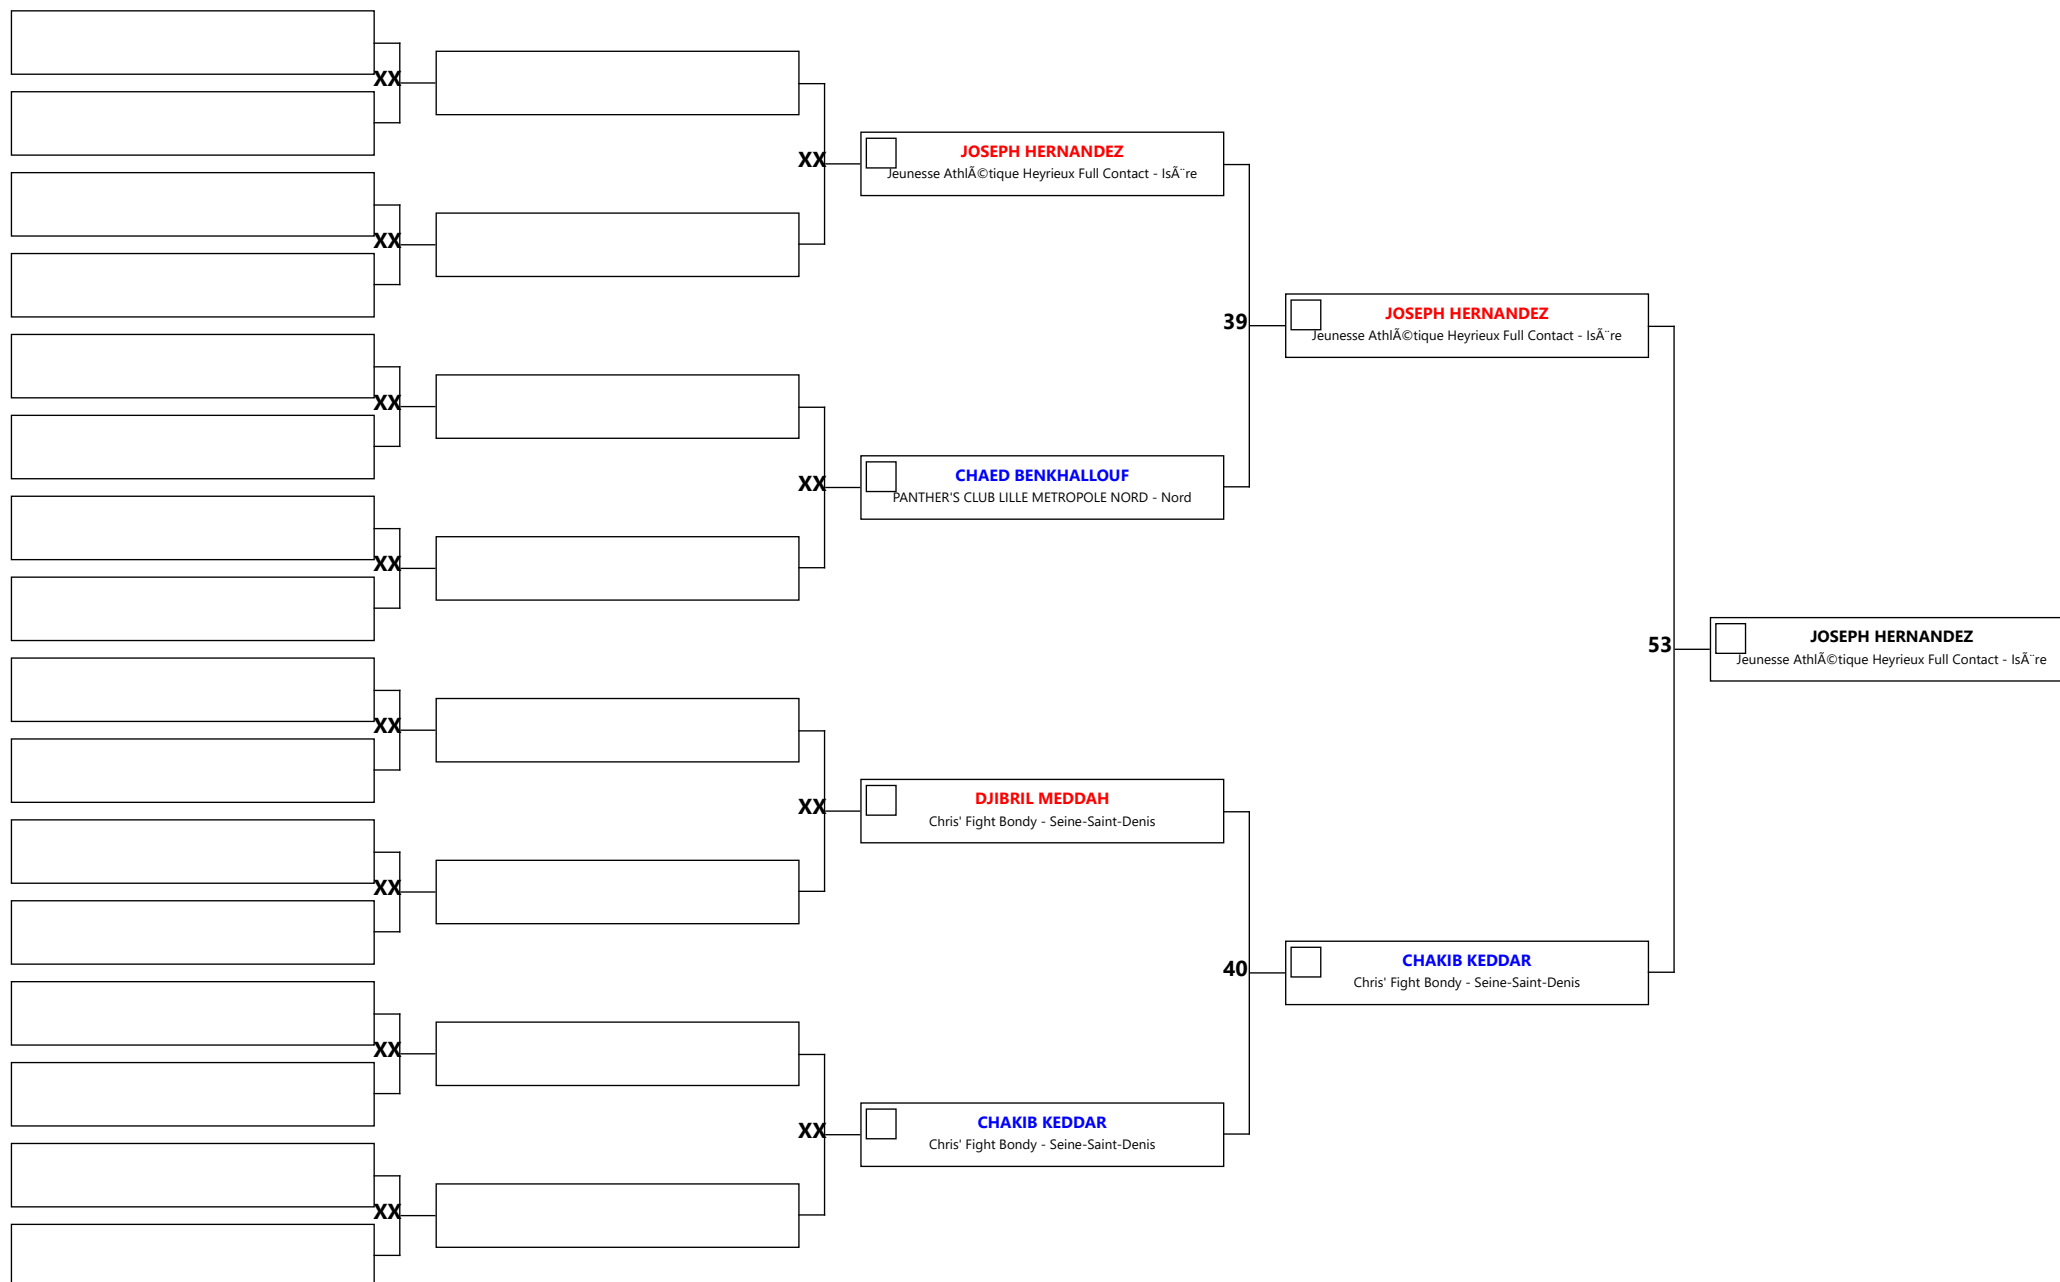 XX
XX
JOSEPH HERNANDEZ
Jeunesse AthlÃ©tique Heyrieux Full Contact - IsÃ¨re
XX
39
JOSEPH HERNANDEZ
Jeunesse AthlÃ©tique Heyrieux Full Contact - IsÃ¨re
XX
XX
CHAED BENKHALLOUF
PANTHER'S CLUB LILLE METROPOLE NORD - Nord
XX
53
JOSEPH HERNANDEZ
Jeunesse AthlÃ©tique Heyrieux Full Contact - IsÃ¨re
XX
XX
DJIBRIL MEDDAH
Chris' Fight Bondy - Seine-Saint-Denis
XX
40
CHAKIB KEDDAR
Chris' Fight Bondy - Seine-Saint-Denis
XX
XX
CHAKIB KEDDAR
Chris' Fight Bondy - Seine-Saint-Denis
XX